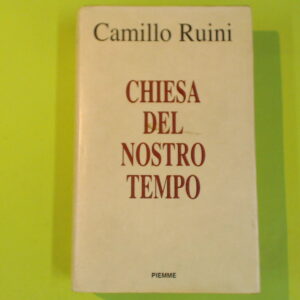 Camillo Ruini
CHIESA
DEL
NOSTRO
TEMPO
PIEMME